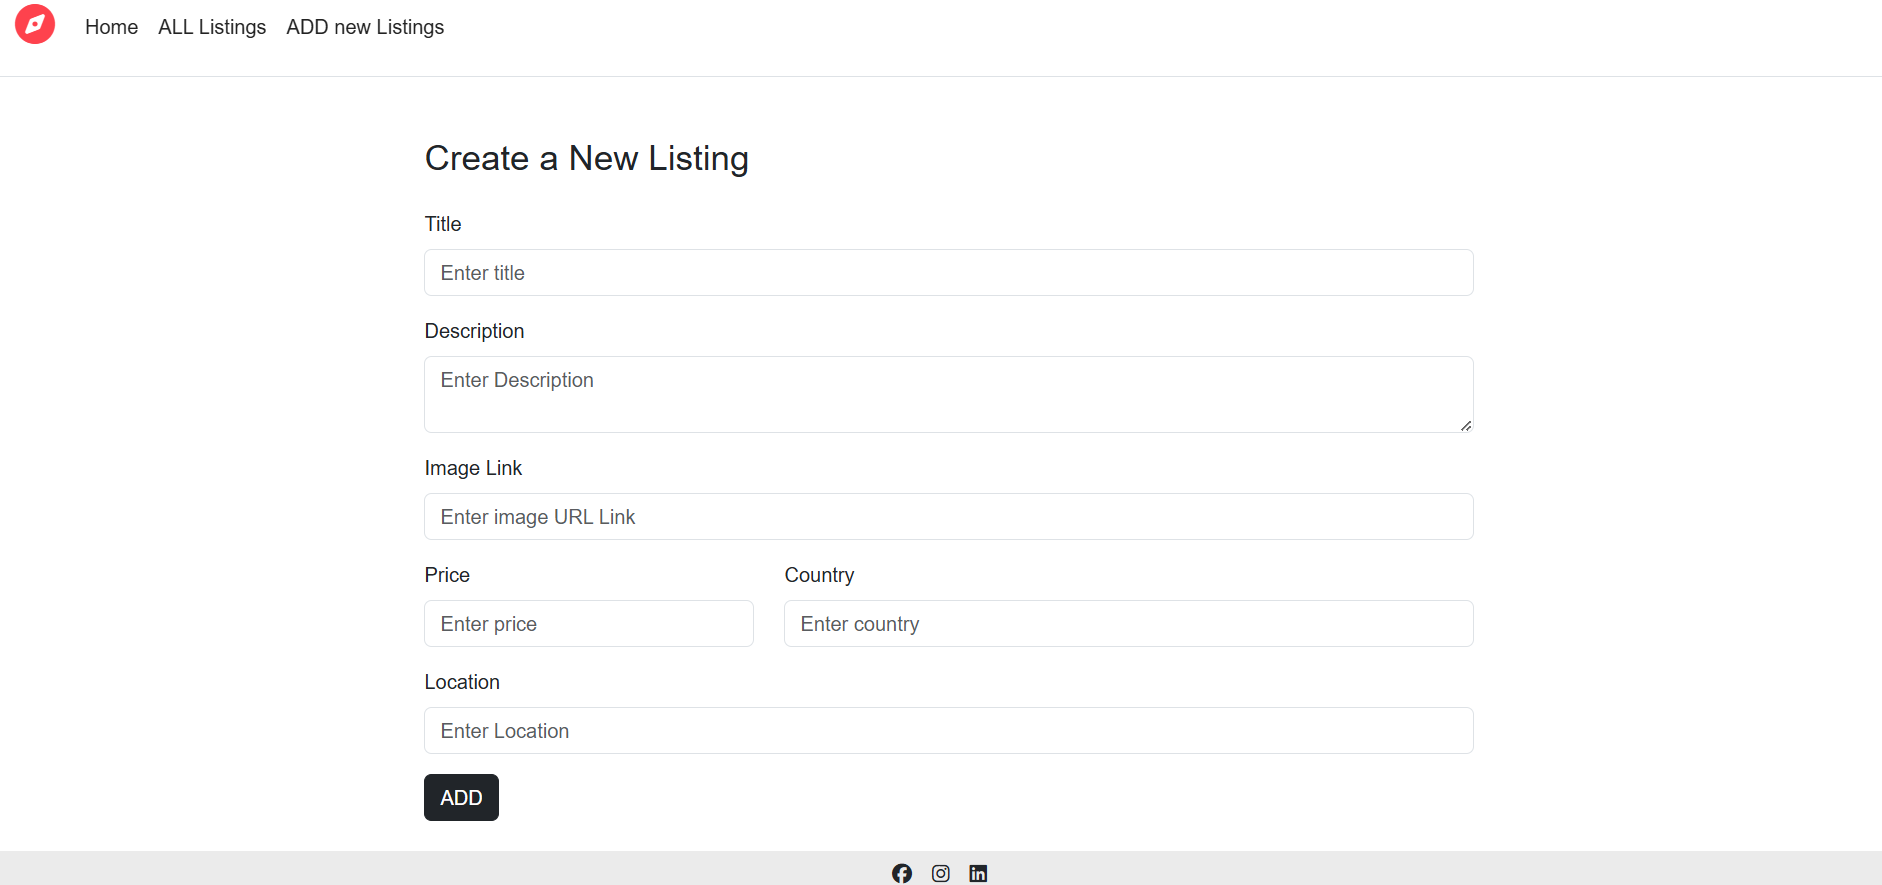 Home ALL Listings ADD new Listings
Create a New Listing
Title
Enter title
Description
Enter Description
Image Link
Enter image URL Link
Price Country
Enter price Enter country
Location
Enter Location
ADD